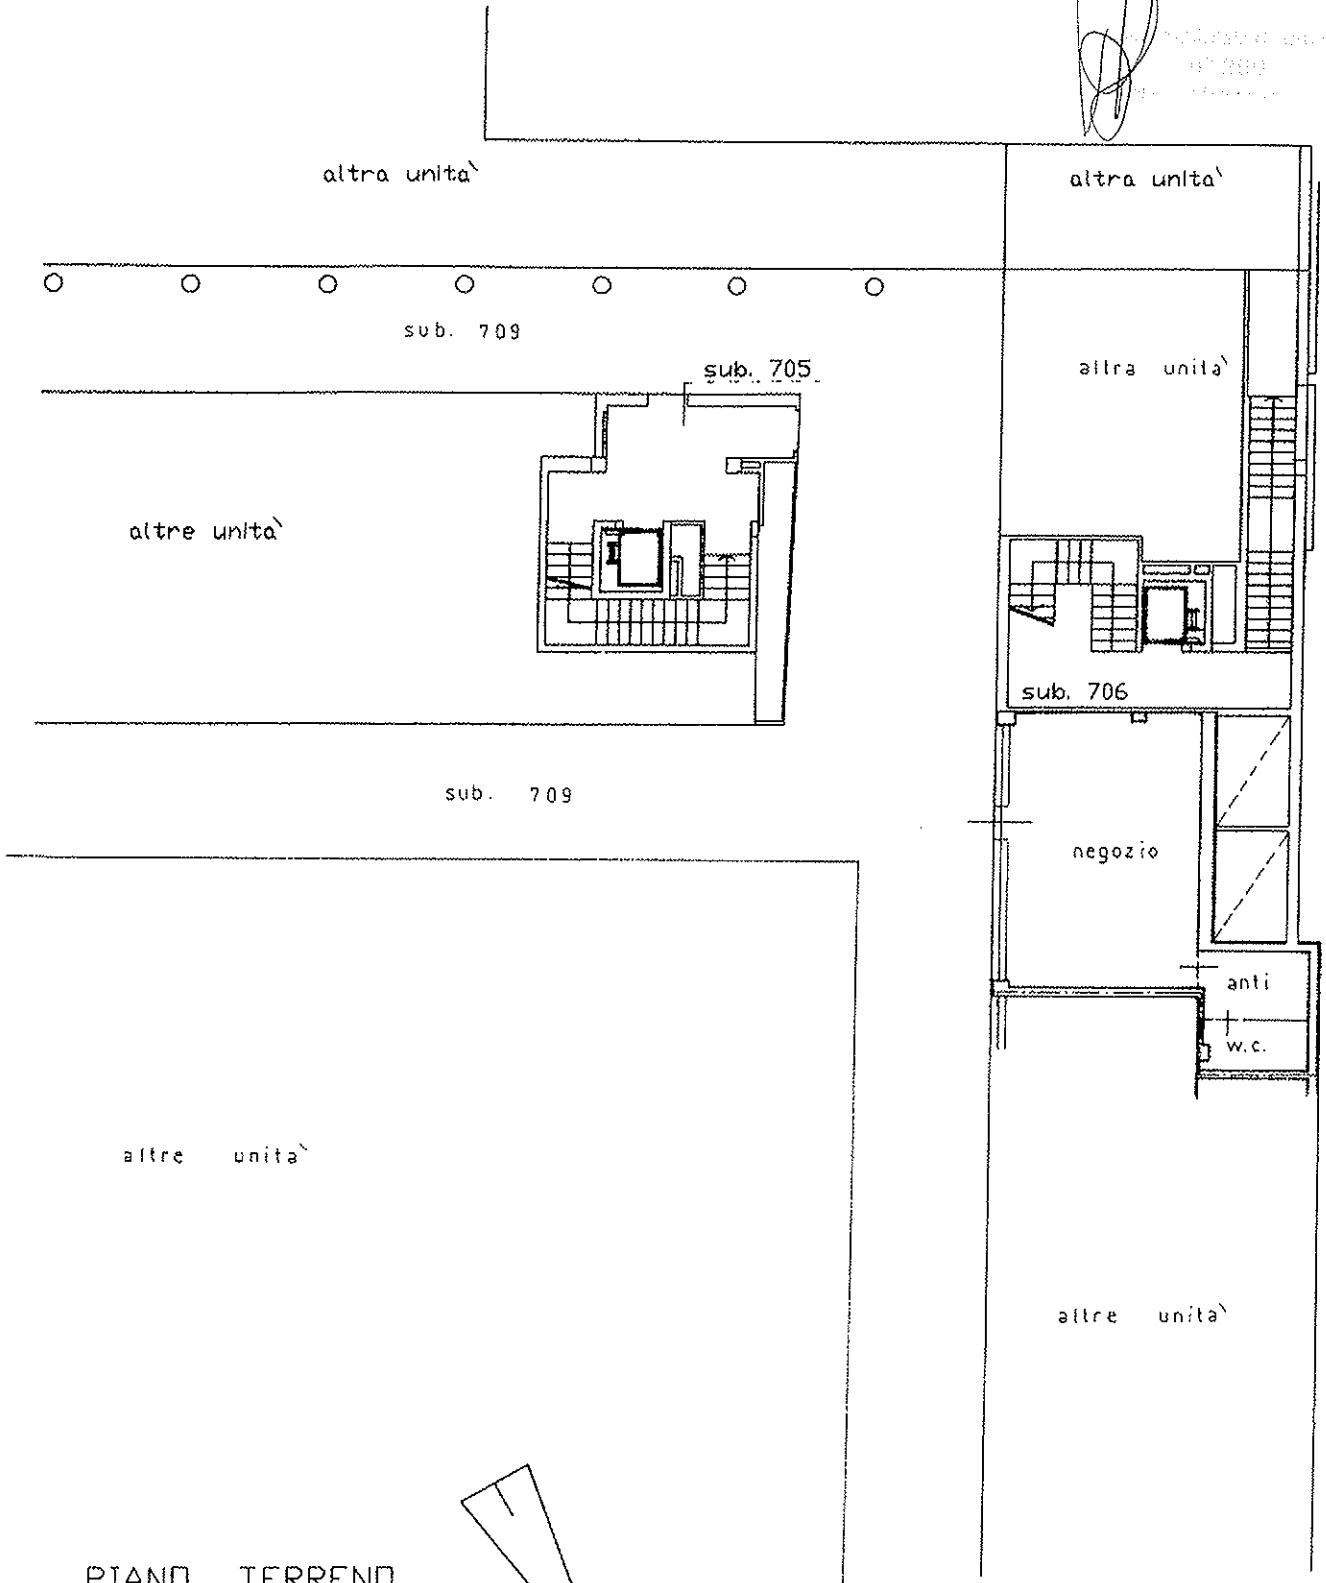 altra unita`
altra unita`
sub. 709
sub. 705
altra unita`
altre unita`
sub. 706
sub. 709
negozio
anti
w.c.
altre unita`
altre unita`
PIANO TERRENO